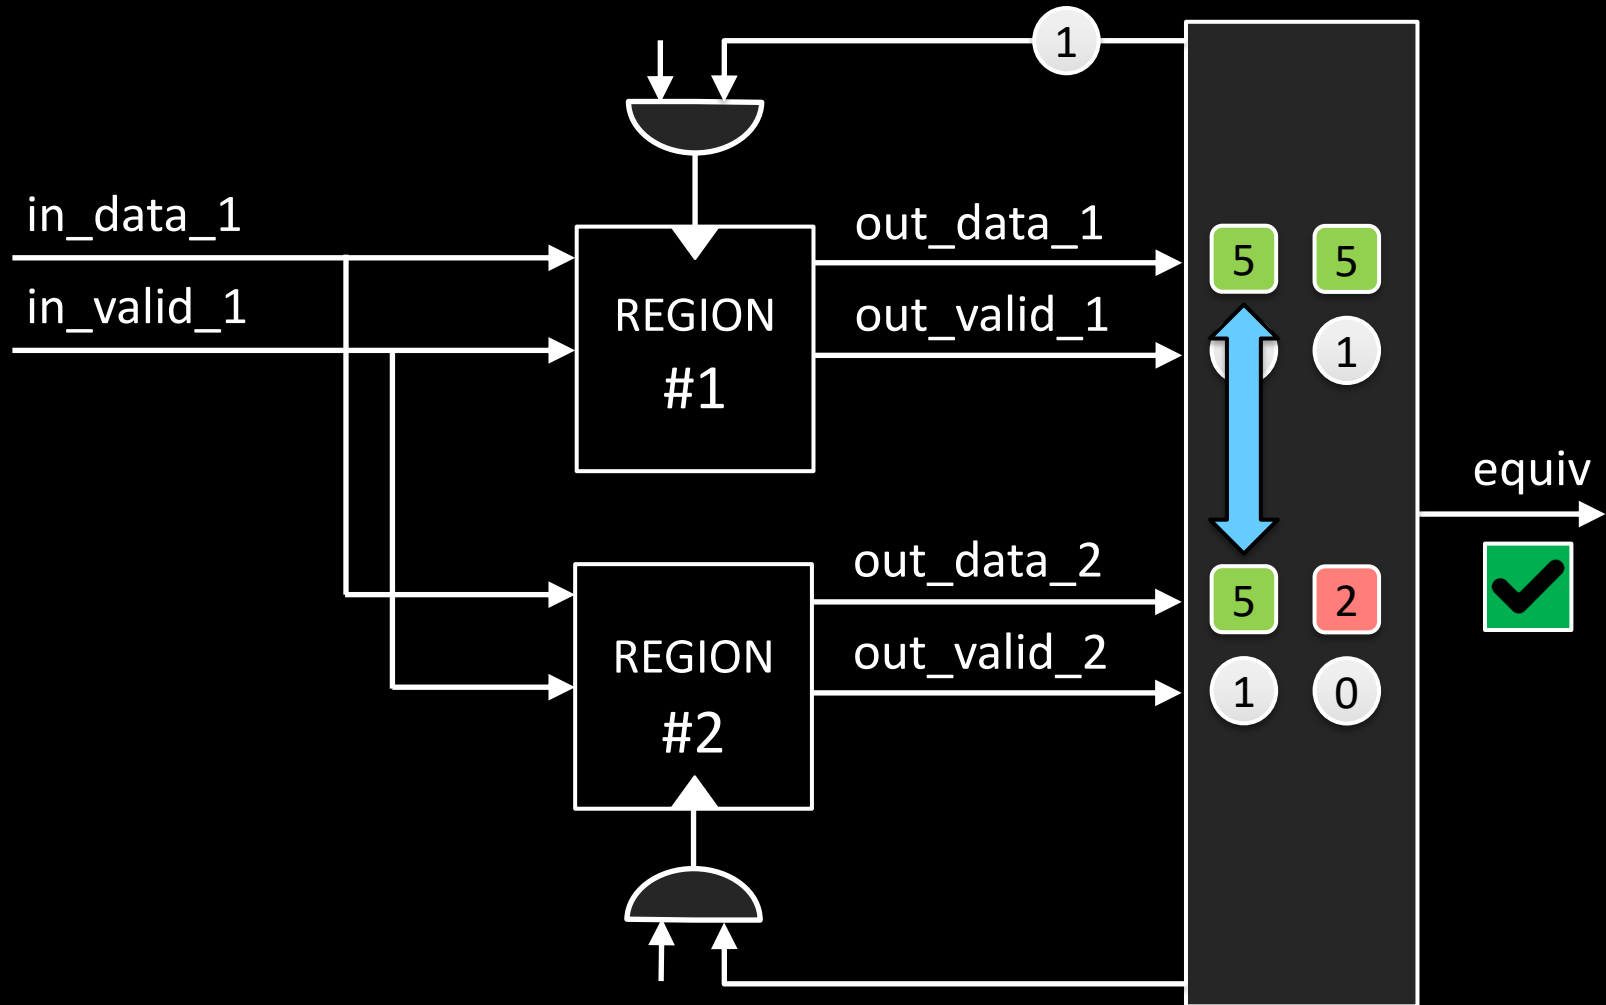 1
in_data_1
in_valid_1
REGION
#1
out_data_1
out_valid_1
5 5
1
equiv
REGION
#2
out_data_2
out_valid_2
5 2
1 0